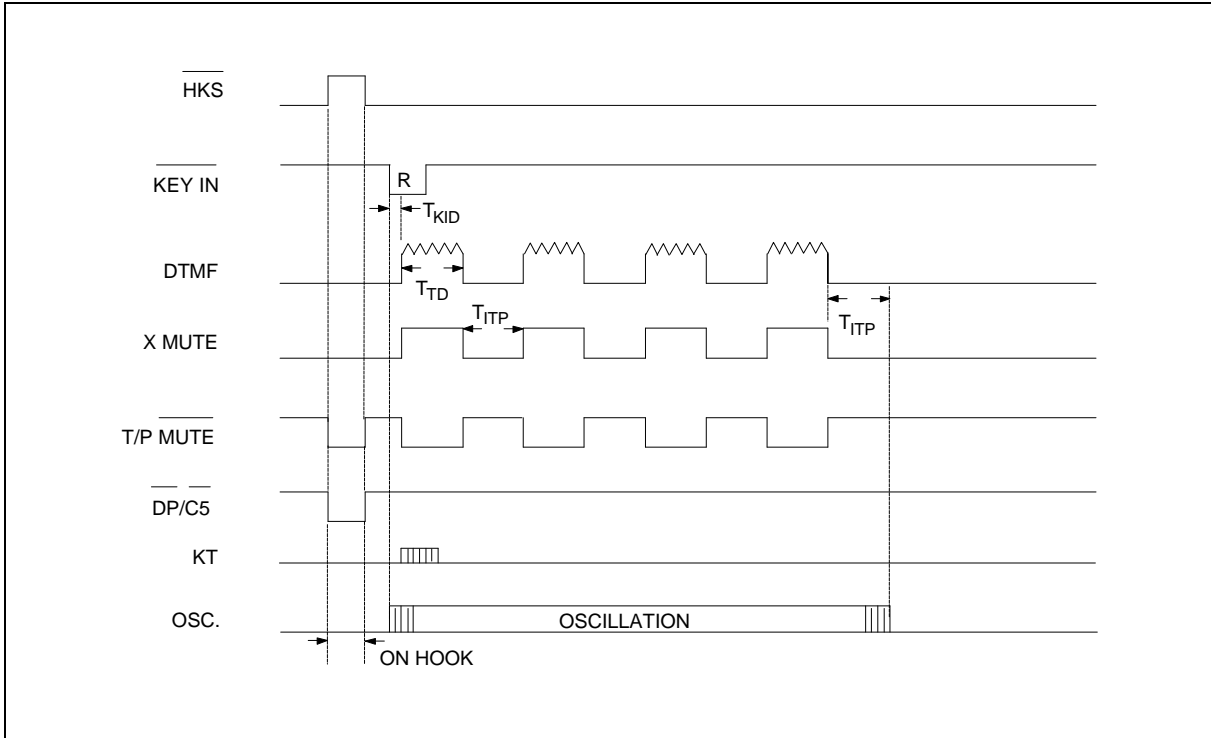 HKS
KEY IN
R
TKID
DTMF
TTD
TITP
TITP
X MUTE
T/P MUTE
DP/C5
KT
OSC.
OSCILLATION
ON HOOK